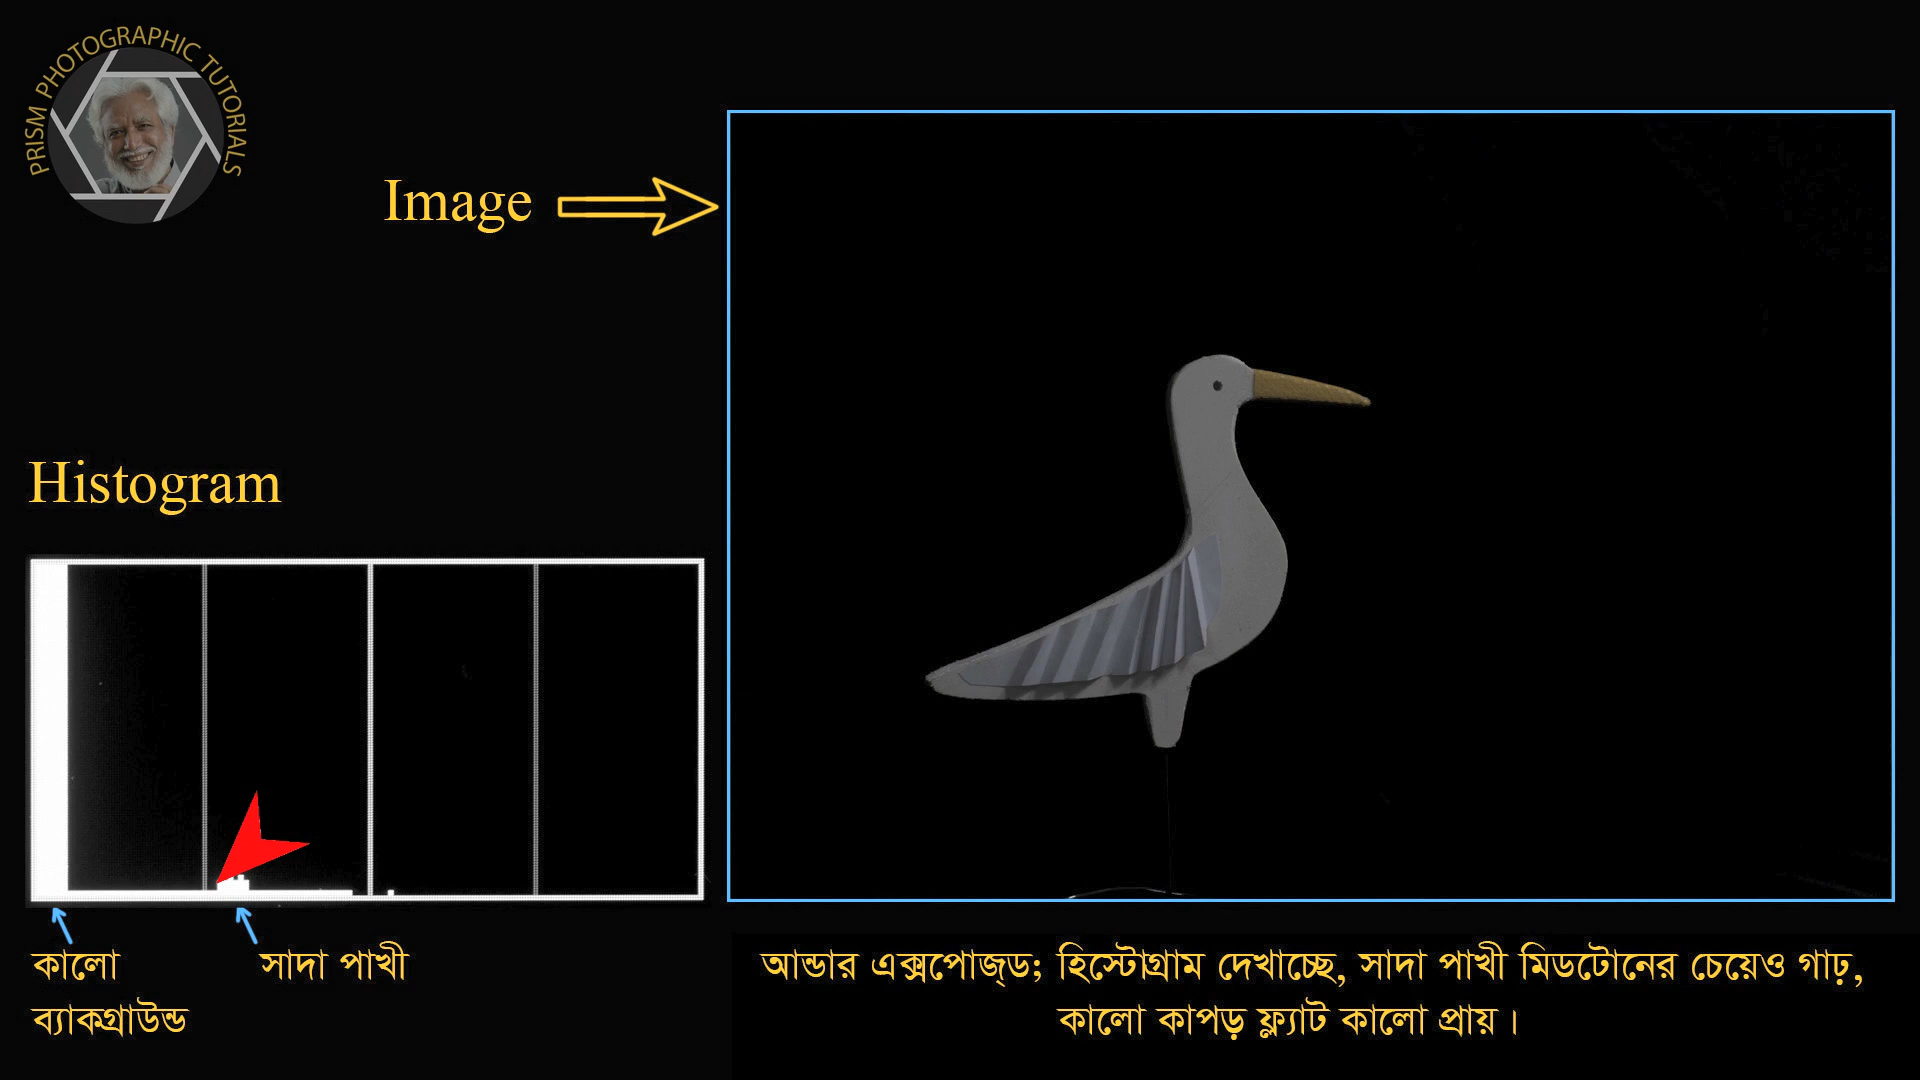 PRISM PHOTOGRAPHIC TUTORIALS
Image
Histogram
কালো
ব্যাকগ্রাউন্ড
সাদা পাখী
আন্ডার এক্সপোজ্‌ড; হিস্টোগ্রাম দেখাচ্ছে, সাদা পাখী মিডটোনের চেয়েও গাঢ়,
কালো কাপড় ফ্ল্যাট কালো প্রায়।